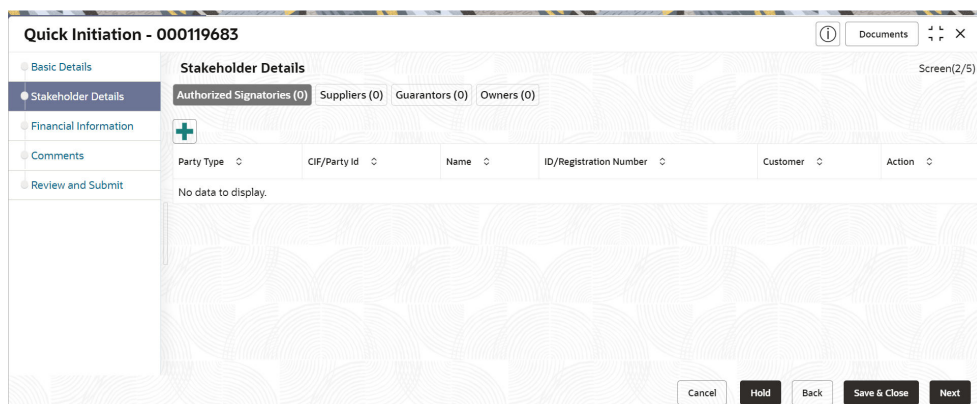 Quick Initiation - 000119683
Documents
Basic Details
Stakeholder Details
Financial Information
Comments
Review and Submit
Stakeholder Details
Screen(2/5)
Authorized Signatories (0) Suppliers (0) Guarantors (0) Owners (0)
Party Type CIF/Party Id Name ID/Registration Number Customer Action
No data to display.
Cancel Hold Back Save & Close Next